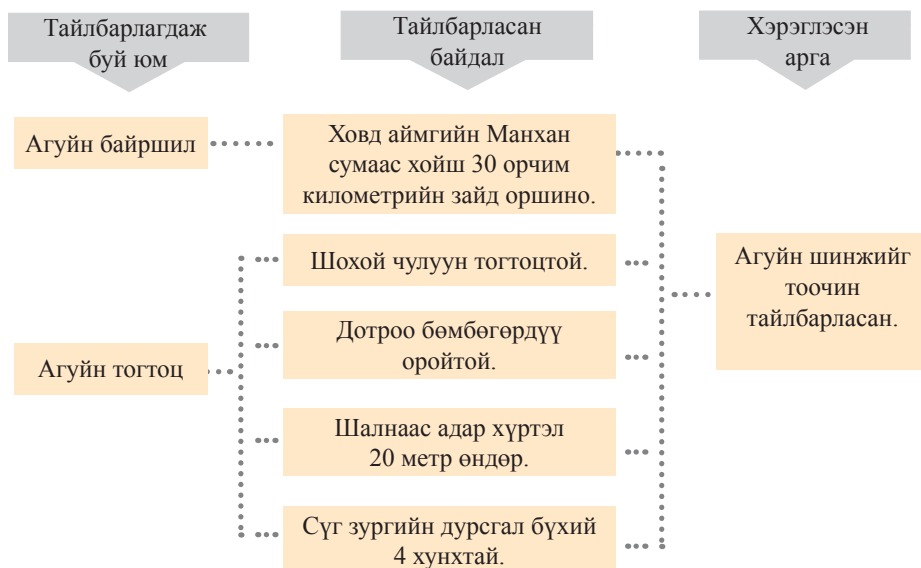 Тайлбарлагдаж
буй юм
Тайлбарласан
байдал
Хэрэглэсэн
арга
Агуйн байршил
Ховд аймгийн Манхан
сумаас хойш 30 орчим
километрийн зайд оршино.
Агуйн тогтоц
Шохой чулуун тогтоцтой.
Дотроо бөмбөгөрдүү
оройтой.
Шалнаас адар хүртэл
20 метр өндөр.
Сүг зургийн дурсгал бүхий
4 хунхтай.
Агуйн шинжийг
тоочин
тайлбарласан.